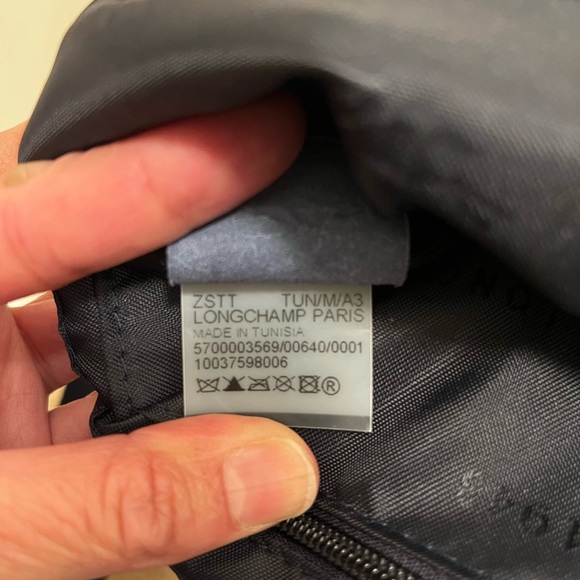 ZSTT TUN/M/A3
LONGCHAMP PARIS
MADE IN TUNISIA
5700003569/00640/0001
10037598006
®